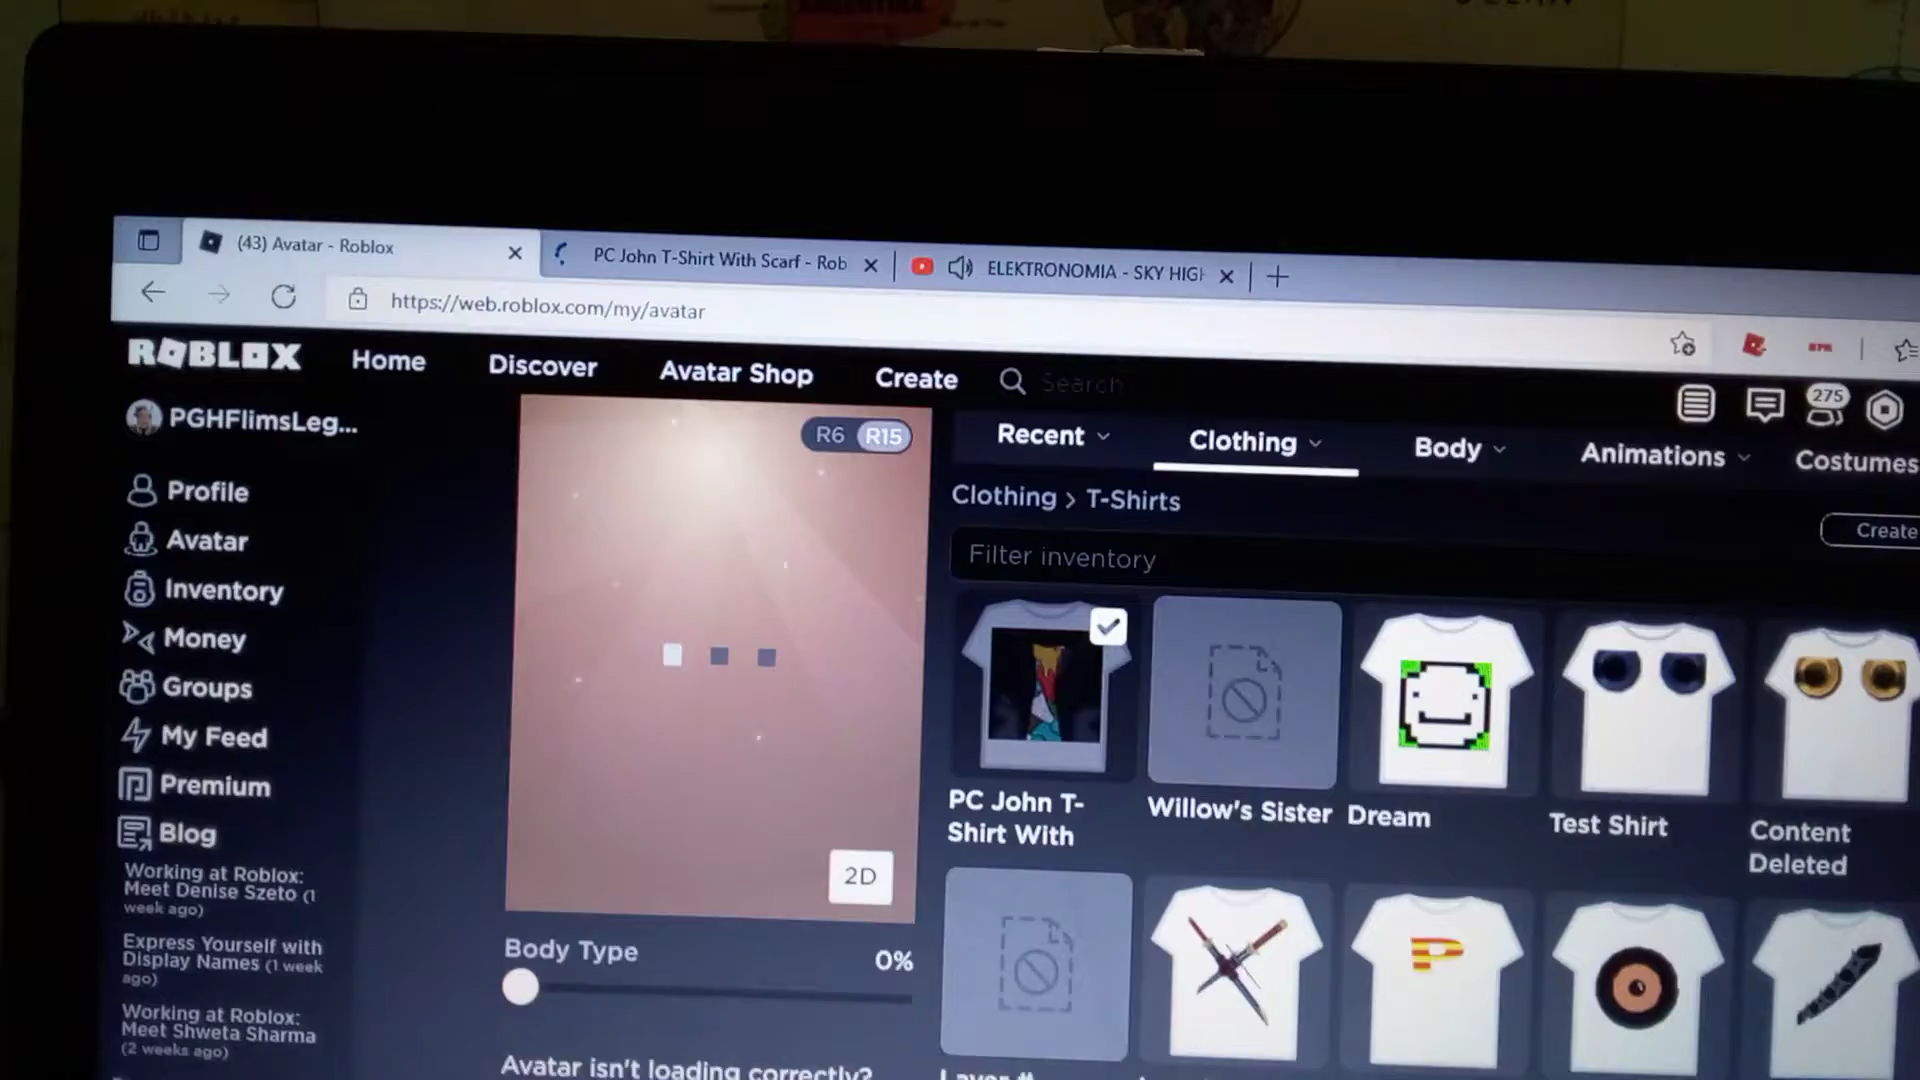 (43) Avatar - Roblox
PC John T-Shirt With Scarf - Rob
ELEKTRONOMIA - SKY HIGH
https://web.roblox.com/my/avatar
ROBLOX Home Discover Avatar Shop Create Search
275
PGHFlimsLeg...
Profile
Avatar
Inventory
Money
Groups
My Feed
Premium
Blog
Working at Roblox:
Meet Denise Szeto (1
week ago)
Express Yourself with
Display Names (1 week
ago)
Working at Roblox:
Meet Shweta Sharma
(2 weeks ago)
R6 R15
2D
Body Type 0%
Avatar isn't loading correctly?
Recent Clothing Body Animations Costumes
Clothing > T-Shirts
Create
Filter inventory
PC John T-
Shirt With
Willow's Sister
Dream
Test Shirt
Content
Deleted
P